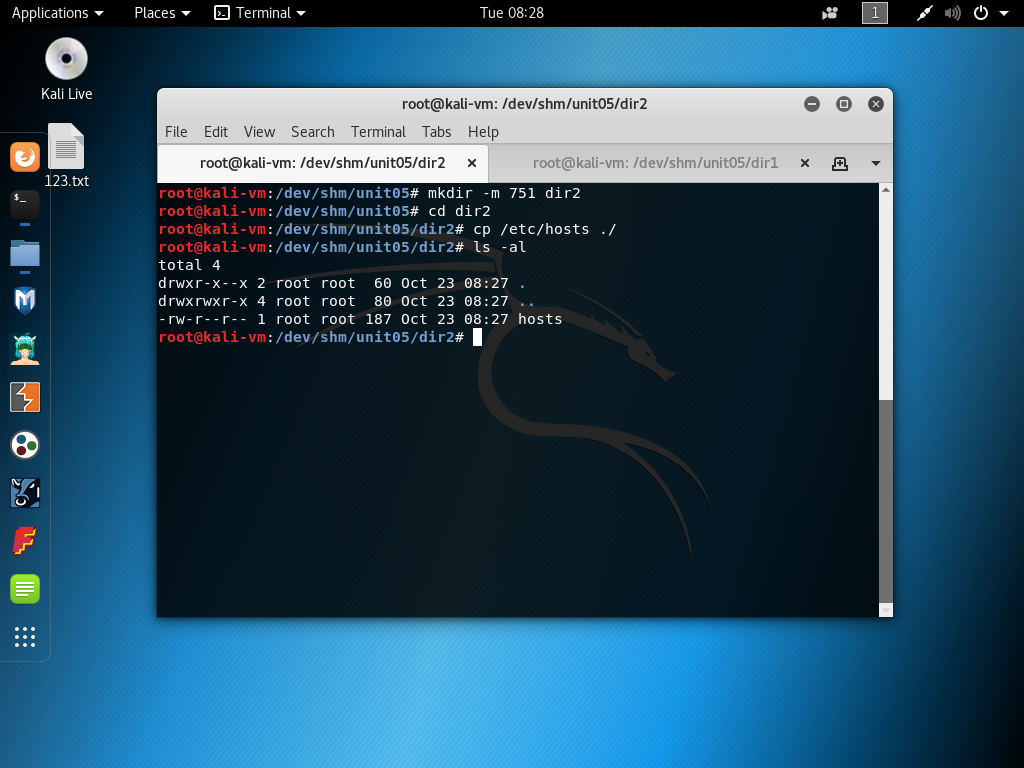 Applications Places Terminal Tue 08:28 1
Kali Live
123.txt
root@kali-vm: /dev/shm/unit05/dir2
File Edit View Search Terminal Tabs Help
root@kali-vm: /dev/shm/unit05/dir2 root@kali-vm: /dev/shm/unit05/dir1
root@kali-vm:/dev/shm/unit05# mkdir -m 751 dir2
root@kali-vm:/dev/shm/unit05# cd dir2
root@kali-vm:/dev/shm/unit05/dir2# cp /etc/hosts ./
root@kali-vm:/dev/shm/unit05/dir2# ls -al
total 4
drwxr-x--x 2 root root  60 Oct 23 08:27 .
drwxrwxr-x 4 root root  80 Oct 23 08:27 ..
-rw-r--r-- 1 root root 187 Oct 23 08:27 hosts
root@kali-vm:/dev/shm/unit05/dir2#